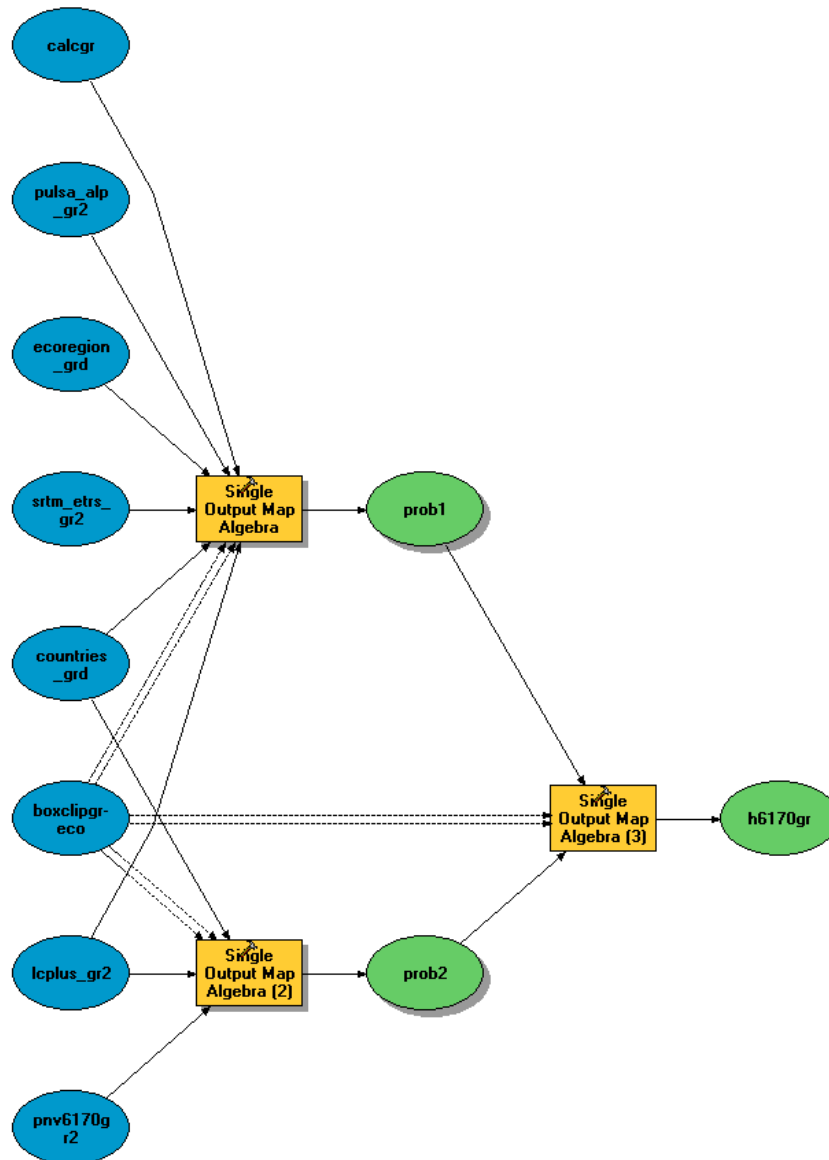 calcgr
pulsa_alp
_gr2
ecoregion
_grd
srtm_etrs_
gr2
Single
Output Map
Algebra
prob1
countries
_grd
boxclipgr-
eco
Single
Output Map
Algebra (3)
h6170gr
lcplus_gr2
Single
Output Map
Algebra (2)
prob2
pnv6170g
r2